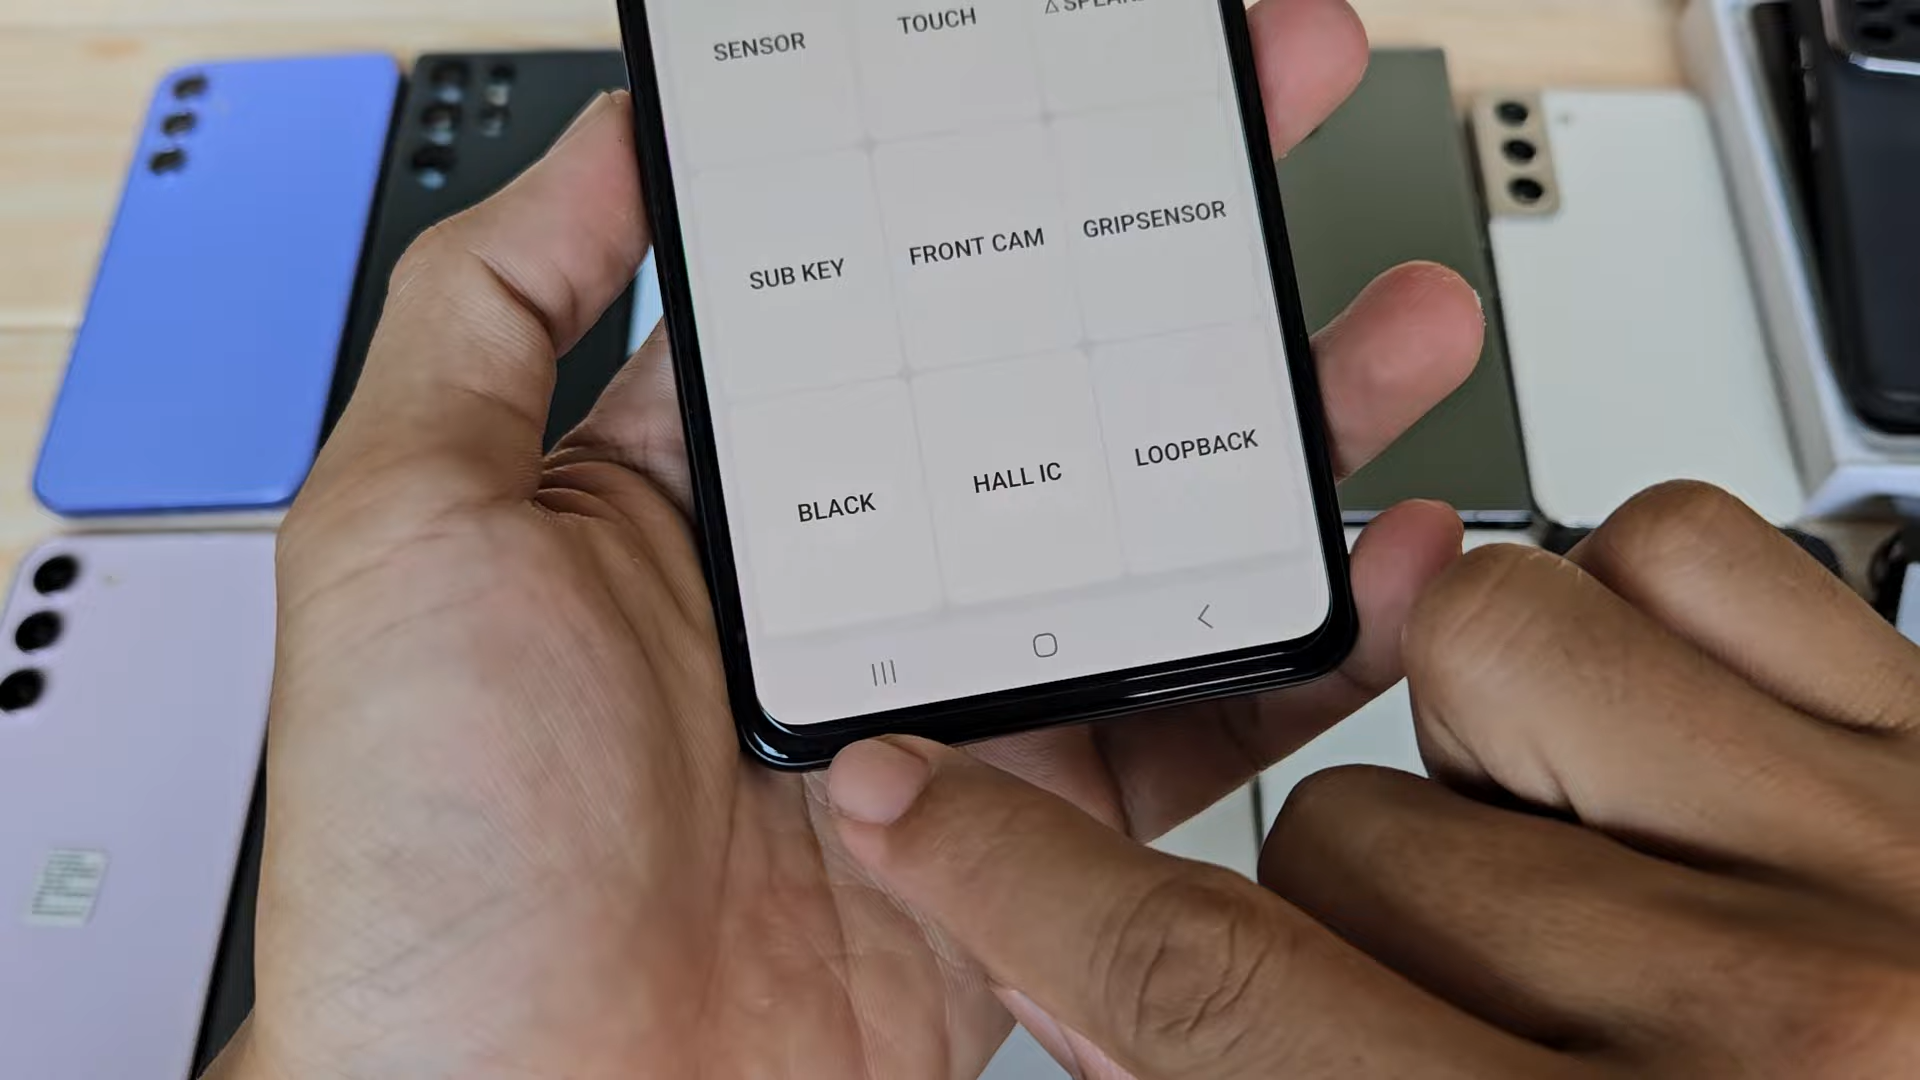 SENSOR
TOUCH
SUB KEY
FRONT CAM
GRIPSENSOR
BLACK
HALL IC
LOOPBACK